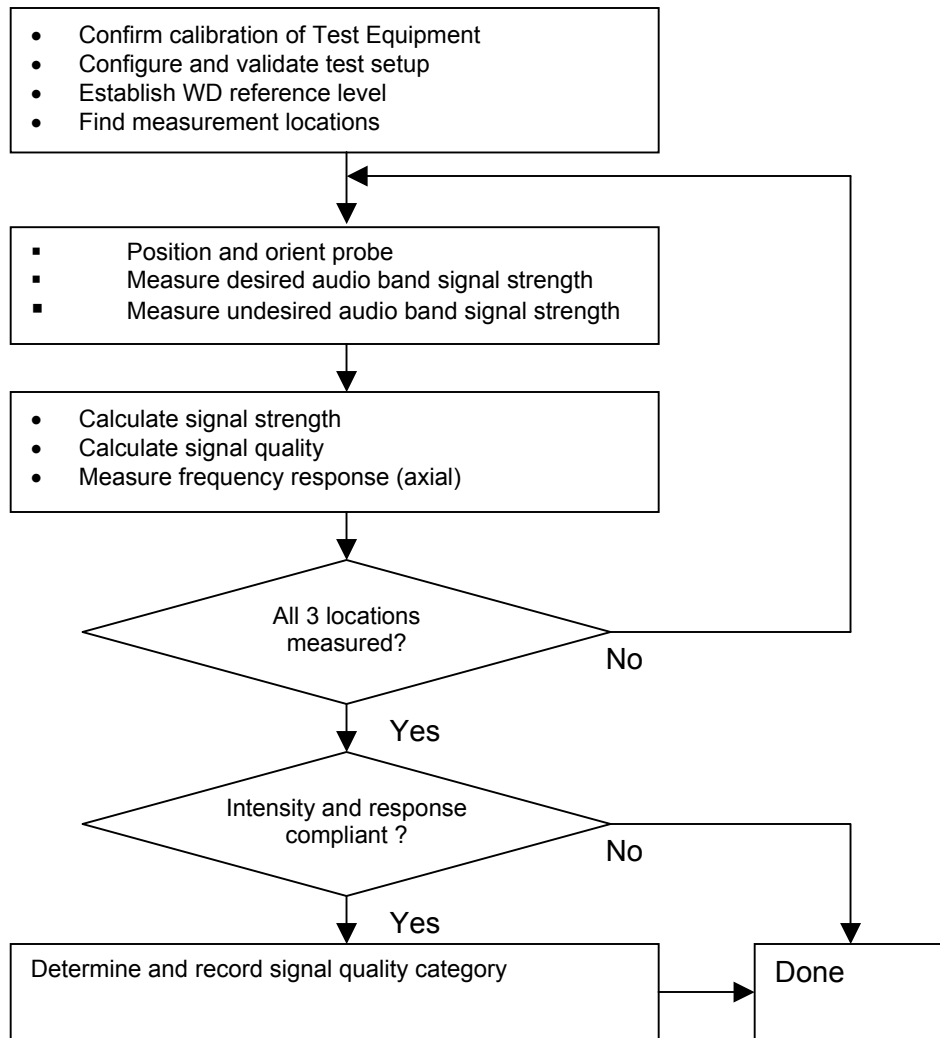 • Confirm calibration of Test Equipment
• Configure and validate test setup
• Establish WD reference level
• Find measurement locations
▪ Position and orient probe
▪ Measure desired audio band signal strength
▪ Measure undesired audio band signal strength
• Calculate signal strength
• Calculate signal quality
• Measure frequency response (axial)
All 3 locations
measured?
No
Yes
Intensity and response
compliant ?
No
Yes
Determine and record signal quality category
Done